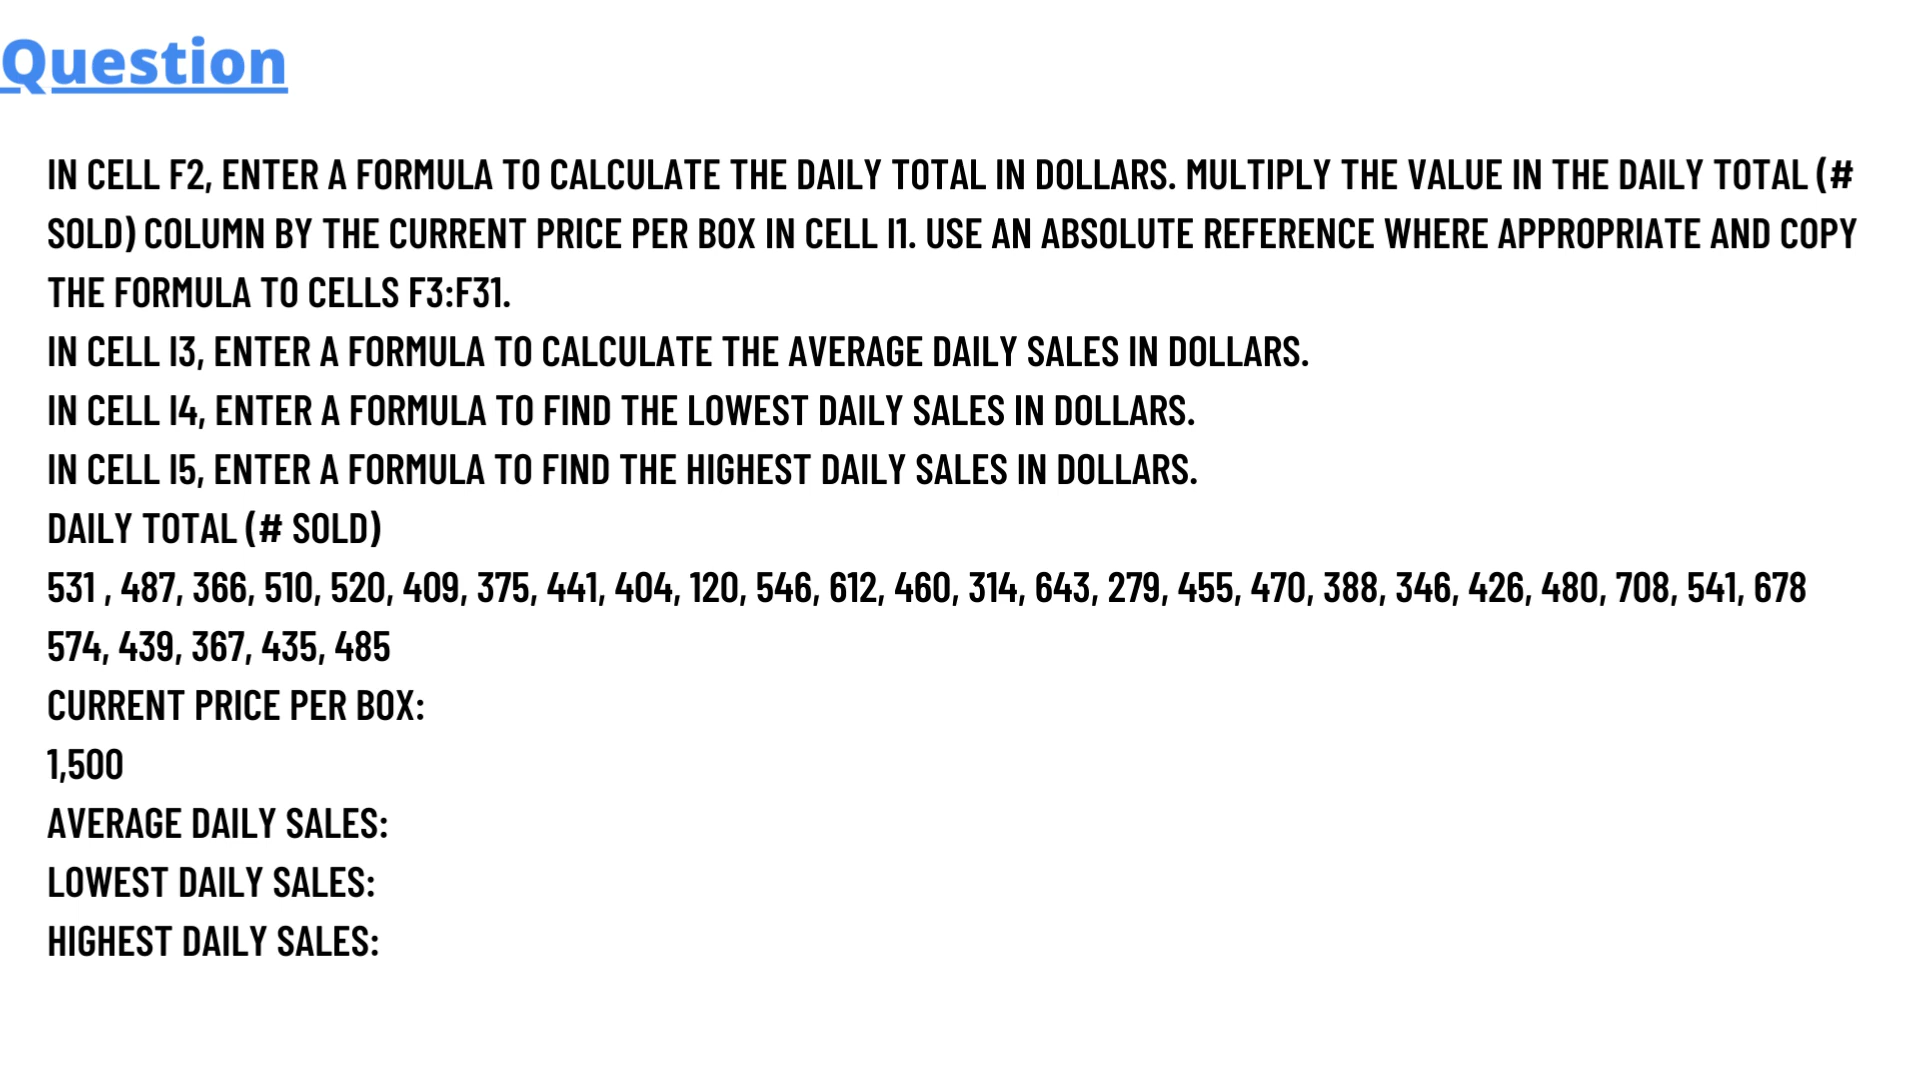 Question
IN CELL F2, ENTER A FORMULA TO CALCULATE THE DAILY TOTAL IN DOLLARS. MULTIPLY THE VALUE IN THE DAILY TOTAL (#
SOLD) COLUMN BY THE CURRENT PRICE PER BOX IN CELL I1. USE AN ABSOLUTE REFERENCE WHERE APPROPRIATE AND COPY
THE FORMULA TO CELLS F3:F31.
IN CELL I3, ENTER A FORMULA TO CALCULATE THE AVERAGE DAILY SALES IN DOLLARS.
IN CELL I4, ENTER A FORMULA TO FIND THE LOWEST DAILY SALES IN DOLLARS.
IN CELL I5, ENTER A FORMULA TO FIND THE HIGHEST DAILY SALES IN DOLLARS.
DAILY TOTAL (# SOLD)
531 , 487, 366, 510, 520, 409, 375, 441, 404, 120, 546, 612, 460, 314, 643, 279, 455, 470, 388, 346, 426, 480, 708, 541, 678
574, 439, 367, 435, 485
CURRENT PRICE PER BOX:
1,500
AVERAGE DAILY SALES:
LOWEST DAILY SALES:
HIGHEST DAILY SALES: